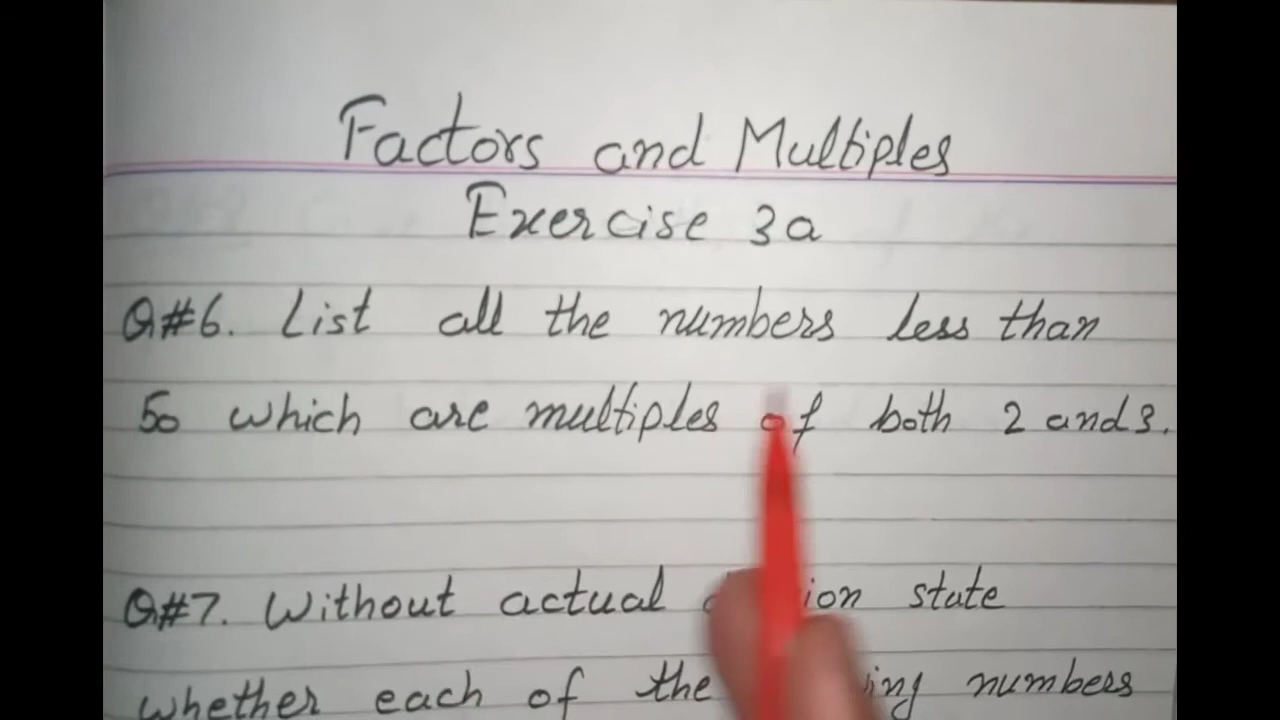 Factors and Multiples
Exercise 3a
Q#6. List all the numbers less than
50 which are multiples of both 2 and 3.
Q#7. Without actual state
whether each of the numbers